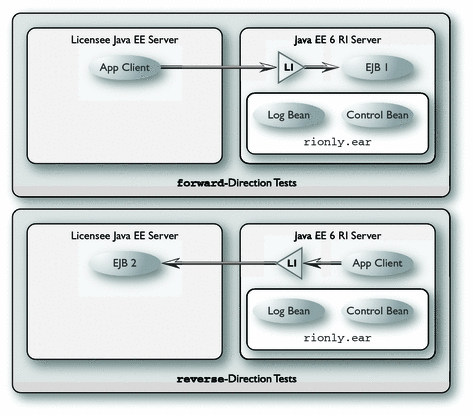 Licensee Java EE Server
Java EE 6 RI Server
App Client
LI
EJB 1
Log Bean
Control Bean
rionly.ear
forward-Direction Tests
Licensee Java EE Server
Java EE 6 RI Server
EJB 2
LI
App Client
Log Bean
Control Bean
rionly.ear
reverse-Direction Tests